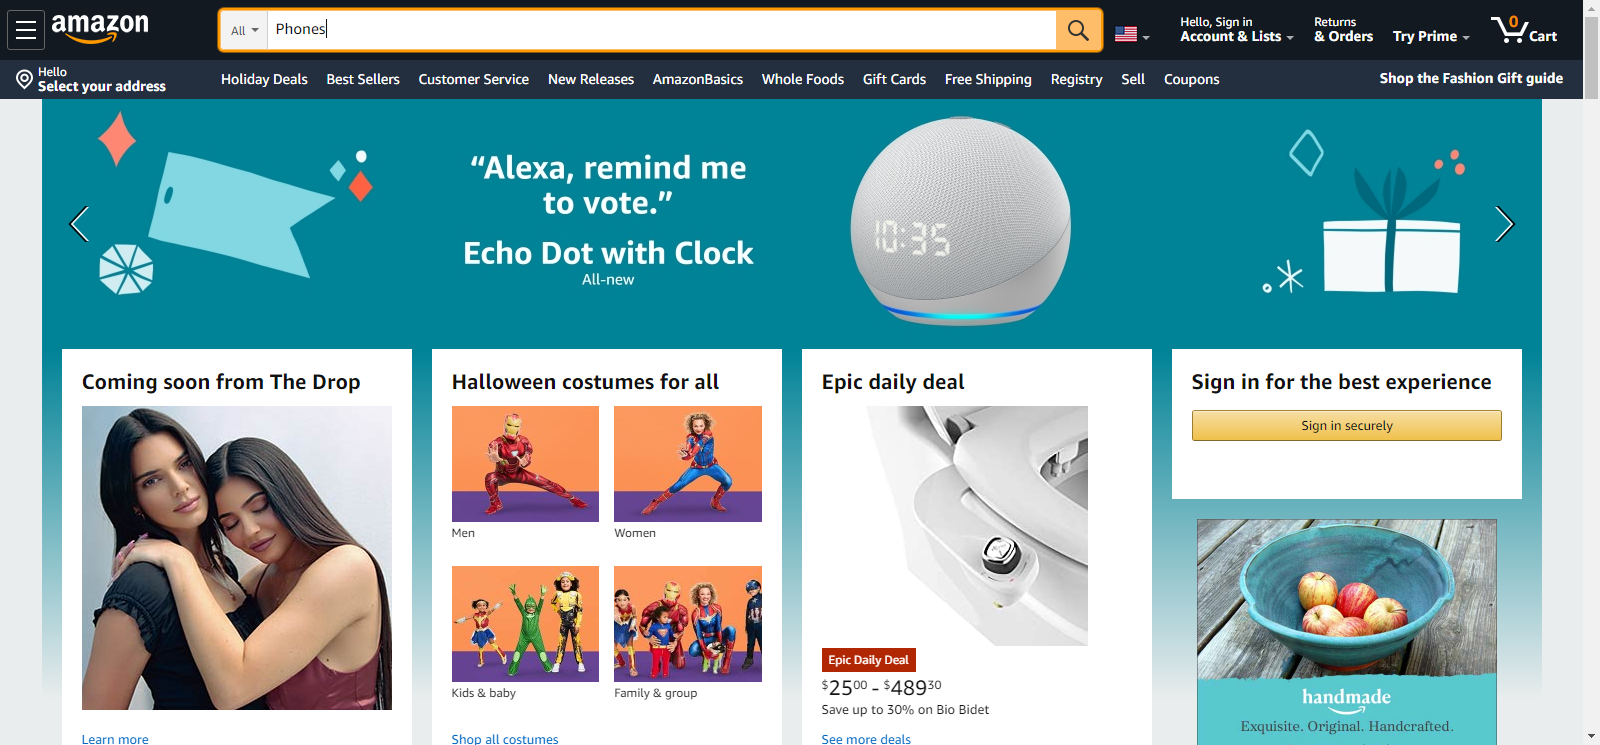 amazon
All
Phones
Hello, Sign in
Account & Lists
Returns
& Orders
Try Prime
0
Cart
Hello
Select your address
Holiday Deals
Best Sellers
Customer Service
New Releases
AmazonBasics
Whole Foods
Gift Cards
Free Shipping
Registry
Sell
Coupons
Shop the Fashion Gift guide
“Alexa, remind me
to vote.”
Echo Dot with Clock
All-new
10:35
Coming soon from The Drop
Learn more
Halloween costumes for all
Men
Women
Kids & baby
Family & group
Shop all costumes
Epic daily deal
Epic Daily Deal
$2500 - $48930
Save up to 30% on Bio Bidet
See more deals
Sign in for the best experience
Sign in securely
handmade
Exquisite. Original. Handcrafted.